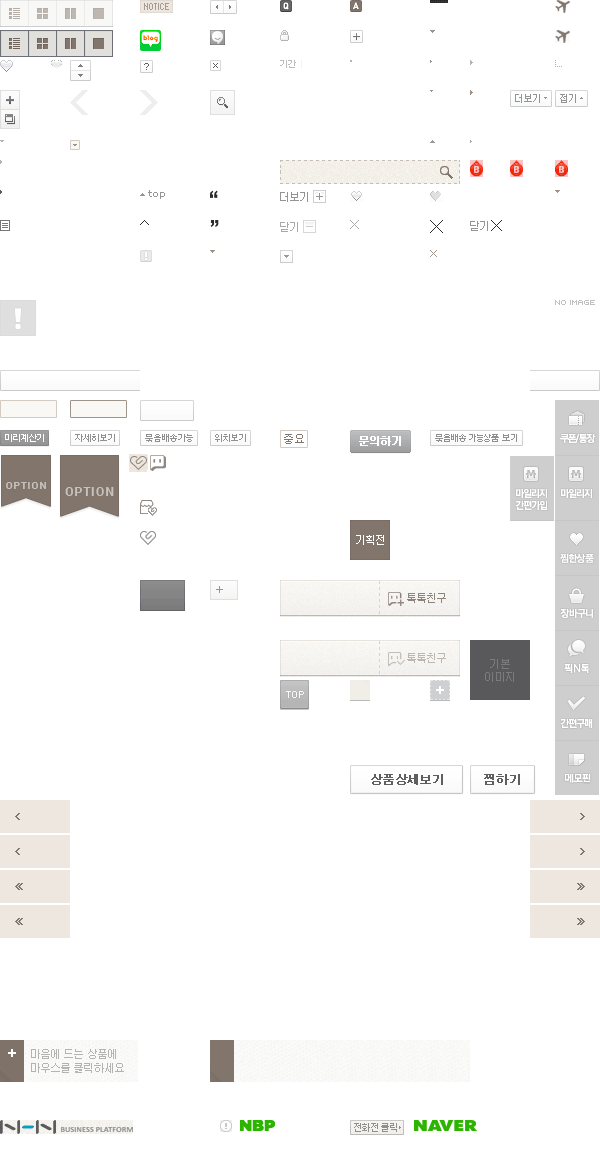 NOTICE
Q
A
blog
?
기간
더보기
접기
B
B
B
top
더보기
닫기
닫기
NO IMAGE
미리계산기
자세히보기
묶음배송가능
위치보기
중요
문의하기
묶음배송 가능상품 보기
쿠폰/통장
OPTION
OPTION
마일리지
간편가입
마일리지
기획전
찜한상품
톡톡친구
장바구니
톡톡친구
기본
이미지
픽N톡
TOP
간편구매
상품상세보기
찜하기
메모핀
마음에 드는 상품에
마우스를 클릭하세요
NHN BUSINESS PLATFORM
NBP
전화전 클릭
NAVER